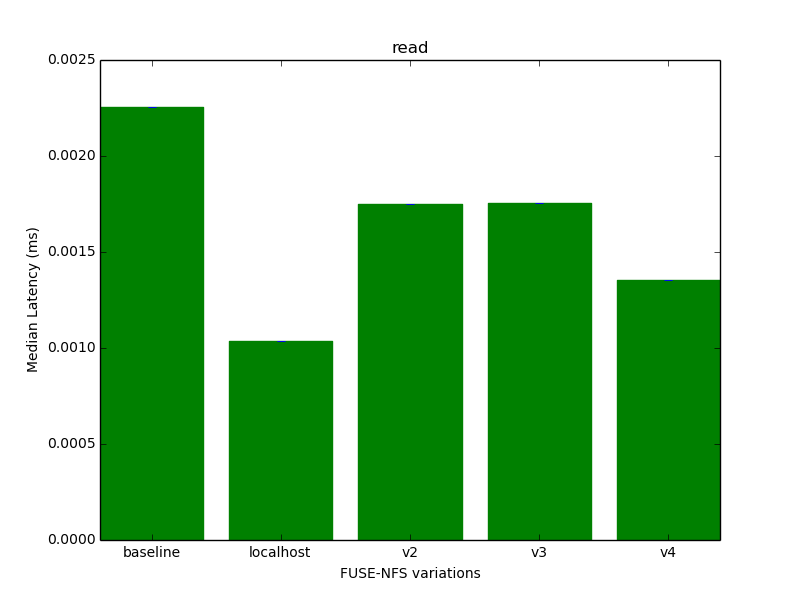 read
0.0025
0.0020
0.0015
0.0010
0.0005
0.0000
Median Latency (ms)
baseline localhost v2 v3 v4
FUSE-NFS variations